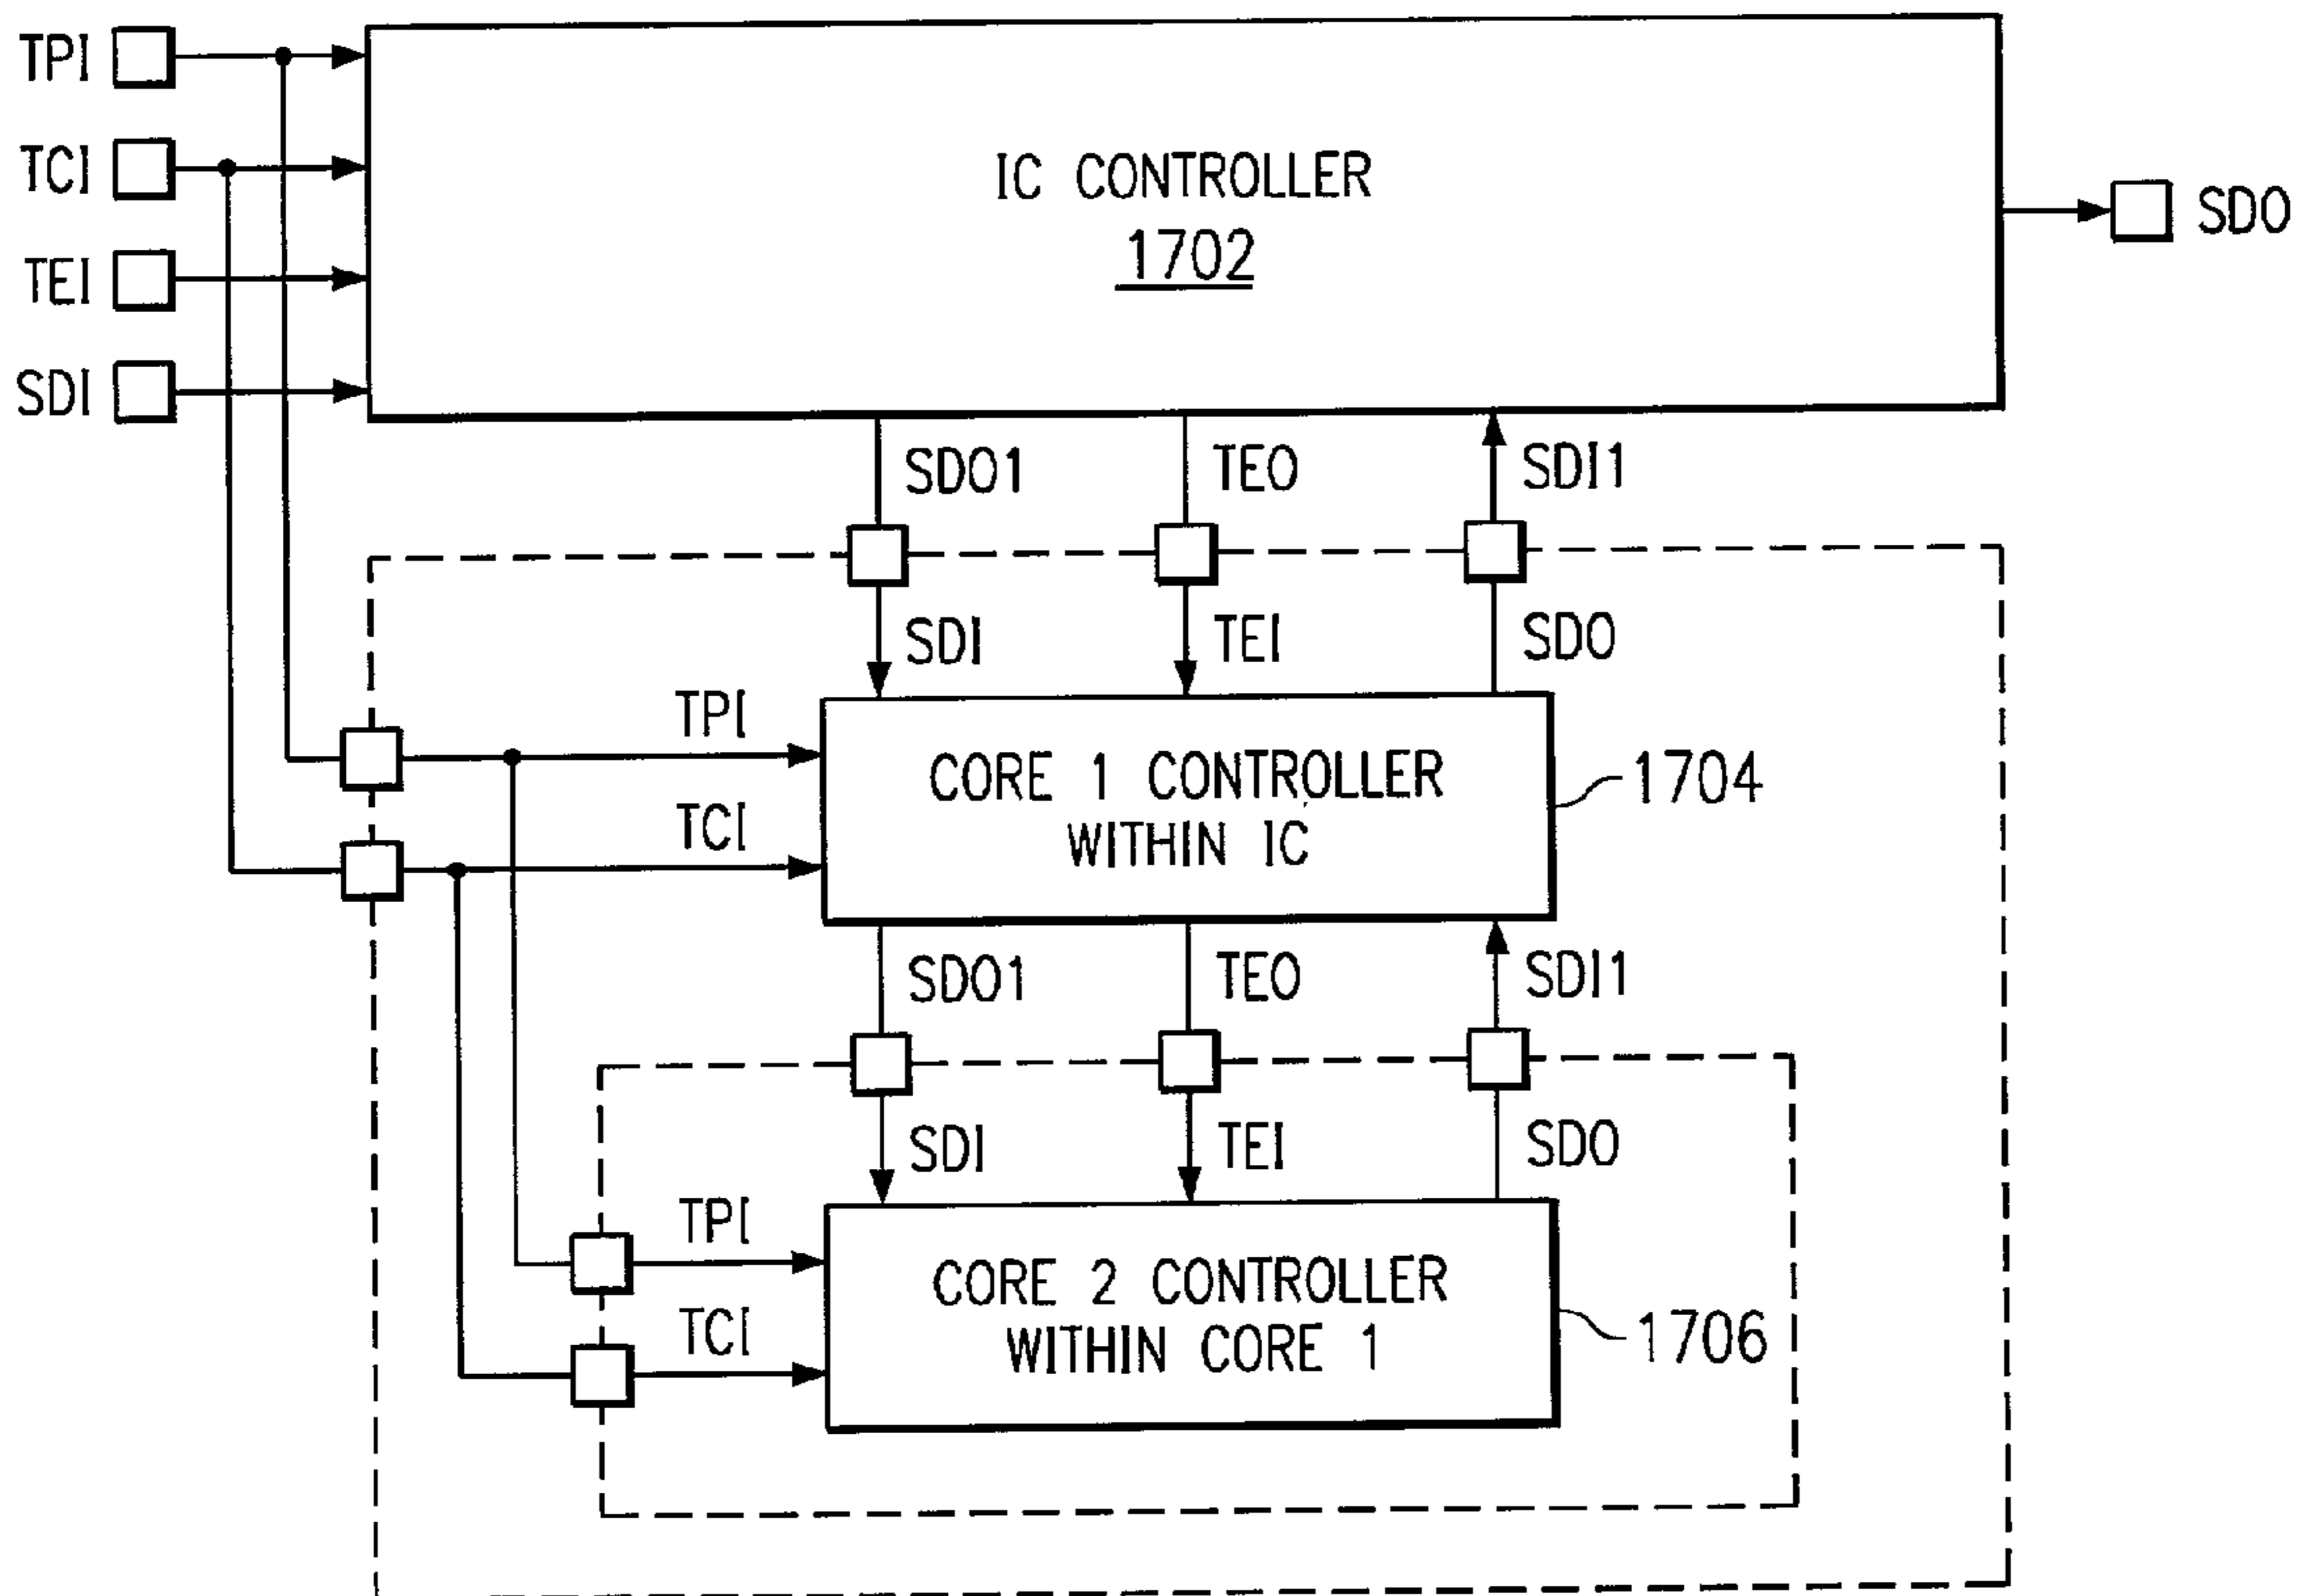 TPI
TCI
TEI
SDI
IC CONTROLLER
1702
SDO
SDO1
TEO
SDI1
SDI
TEI
SDO
TPI
TCI
CORE 1 CONTROLLER
WITHIN IC
1704
SDO1
TEO
SDI1
SDI
TEI
SDO
TPI
TCI
CORE 2 CONTROLLER
WITHIN CORE 1
1706